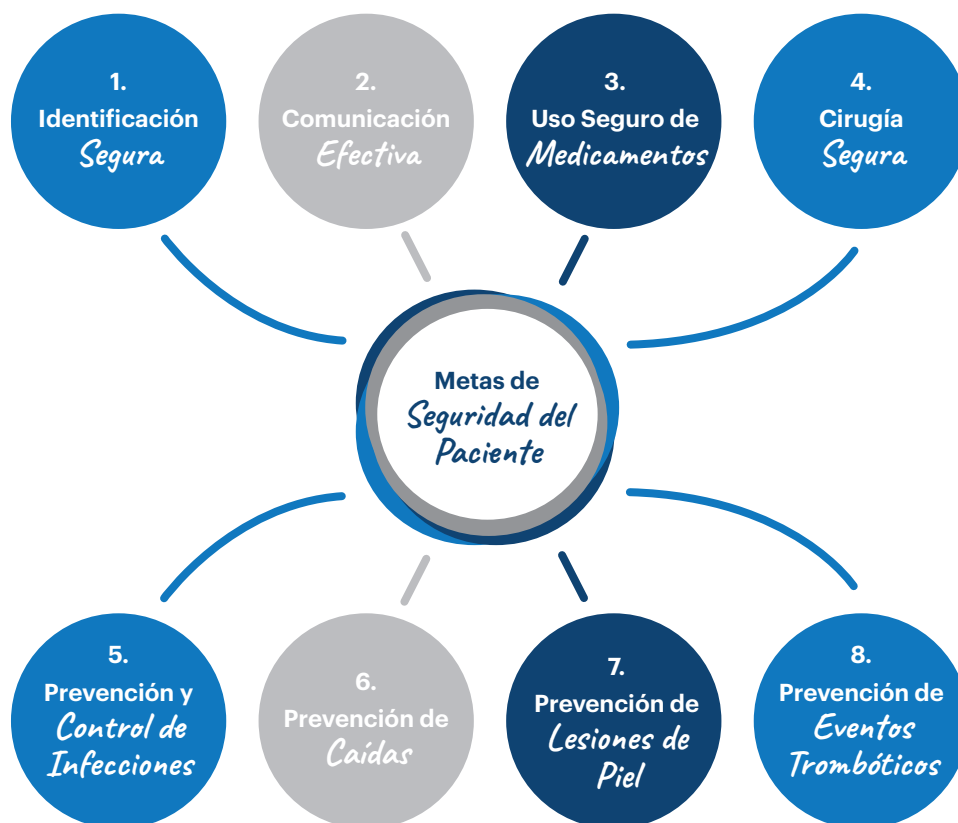 1.
Identificación
Segura
2.
Comunicación
Efectiva
3.
Uso Seguro de
Medicamentos
4.
Cirugía
Segura
Metas de
Seguridad del
Paciente
5.
Prevención y
Control de
Infecciones
6.
Prevención de
Caídas
7.
Prevención de
Lesiones de
Piel
8.
Prevención de
Eventos
Trombóticos